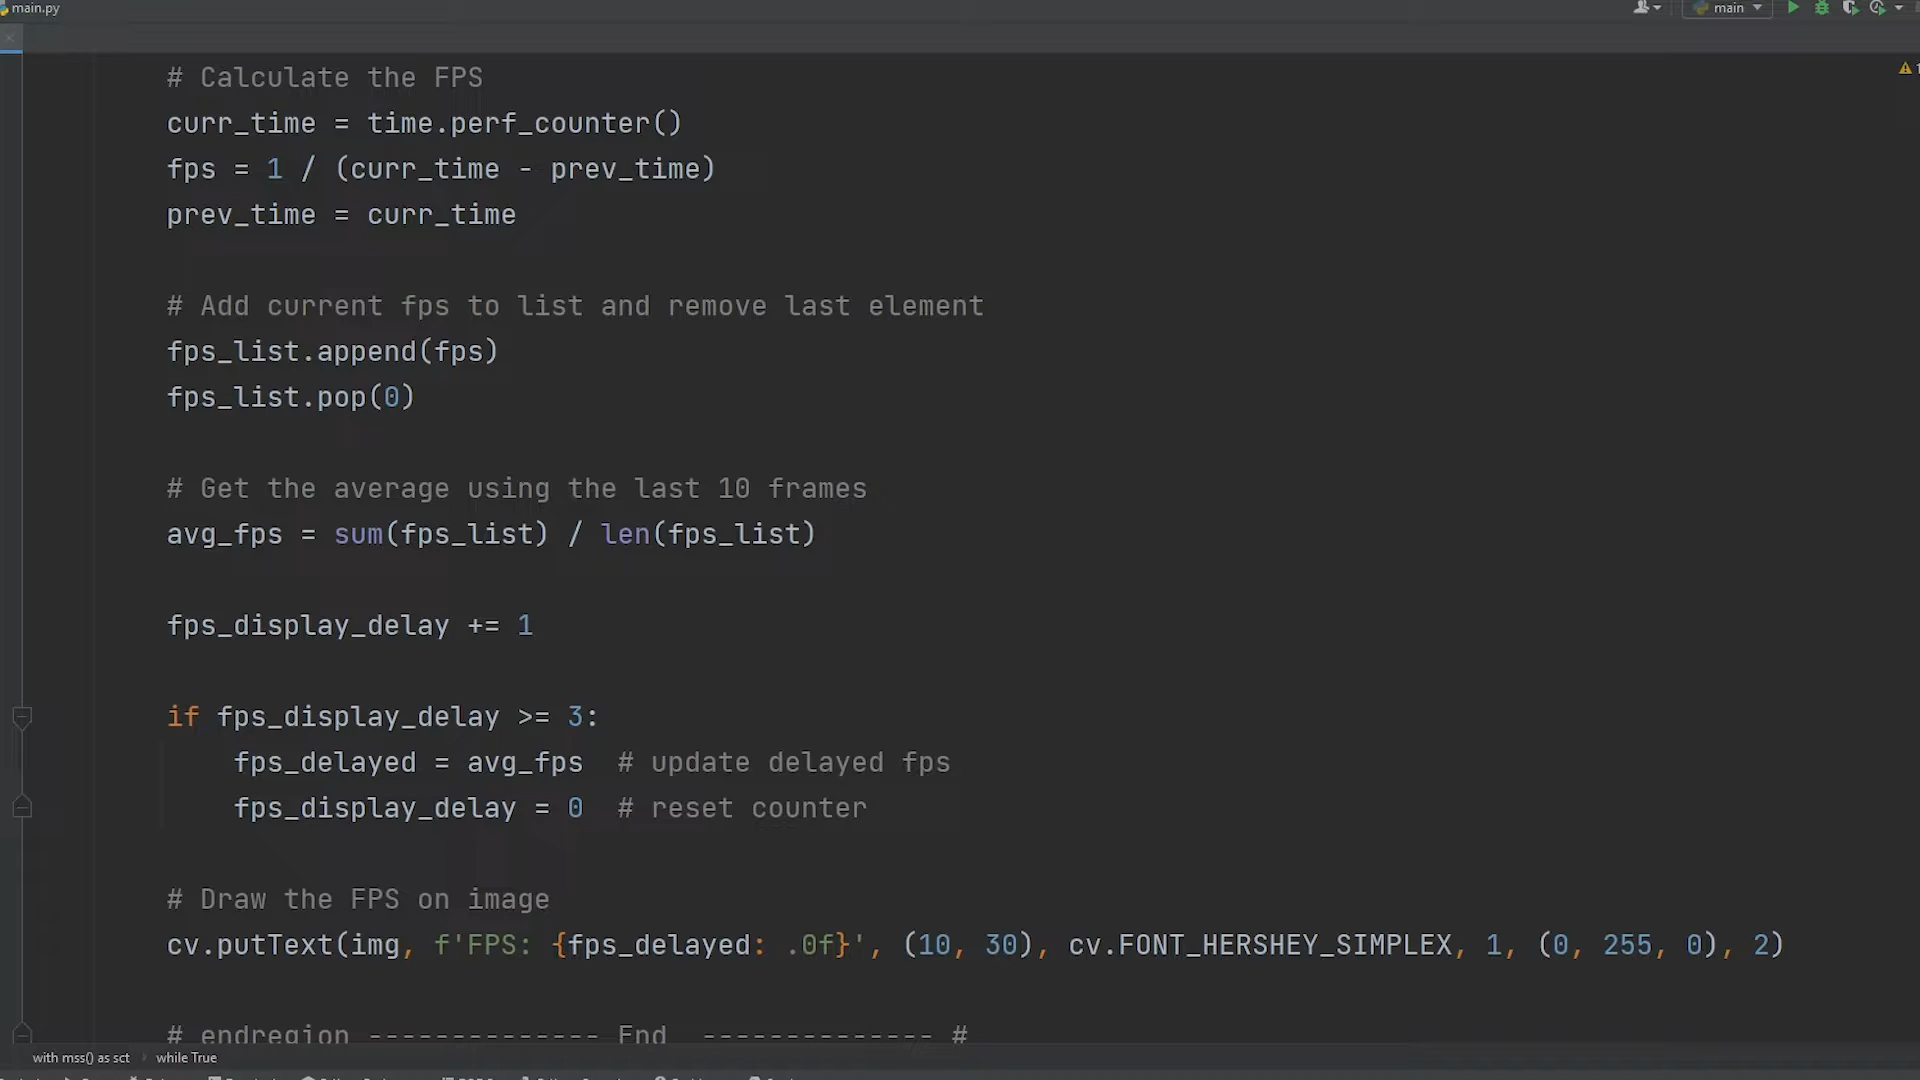 main.py
main
# Calculate the FPS
curr_time = time.perf_counter()
fps = 1 / (curr_time - prev_time)
prev_time = curr_time
# Add current fps to list and remove last element
fps_list.append(fps)
fps_list.pop(0)
# Get the average using the last 10 frames
avg_fps = sum(fps_list) / len(fps_list)
fps_display_delay += 1
if fps_display_delay >= 3:
fps_delayed = avg_fps  # update delayed fps
fps_display_delay = 0  # reset counter
# Draw the FPS on image
cv.putText(img, f'FPS: {fps_delayed: .0f}', (10, 30), cv.FONT_HERSHEY_SIMPLEX, 1, (0, 255, 0), 2)
# endregion -------------- End  -------------- #
with mss() as sct › while True